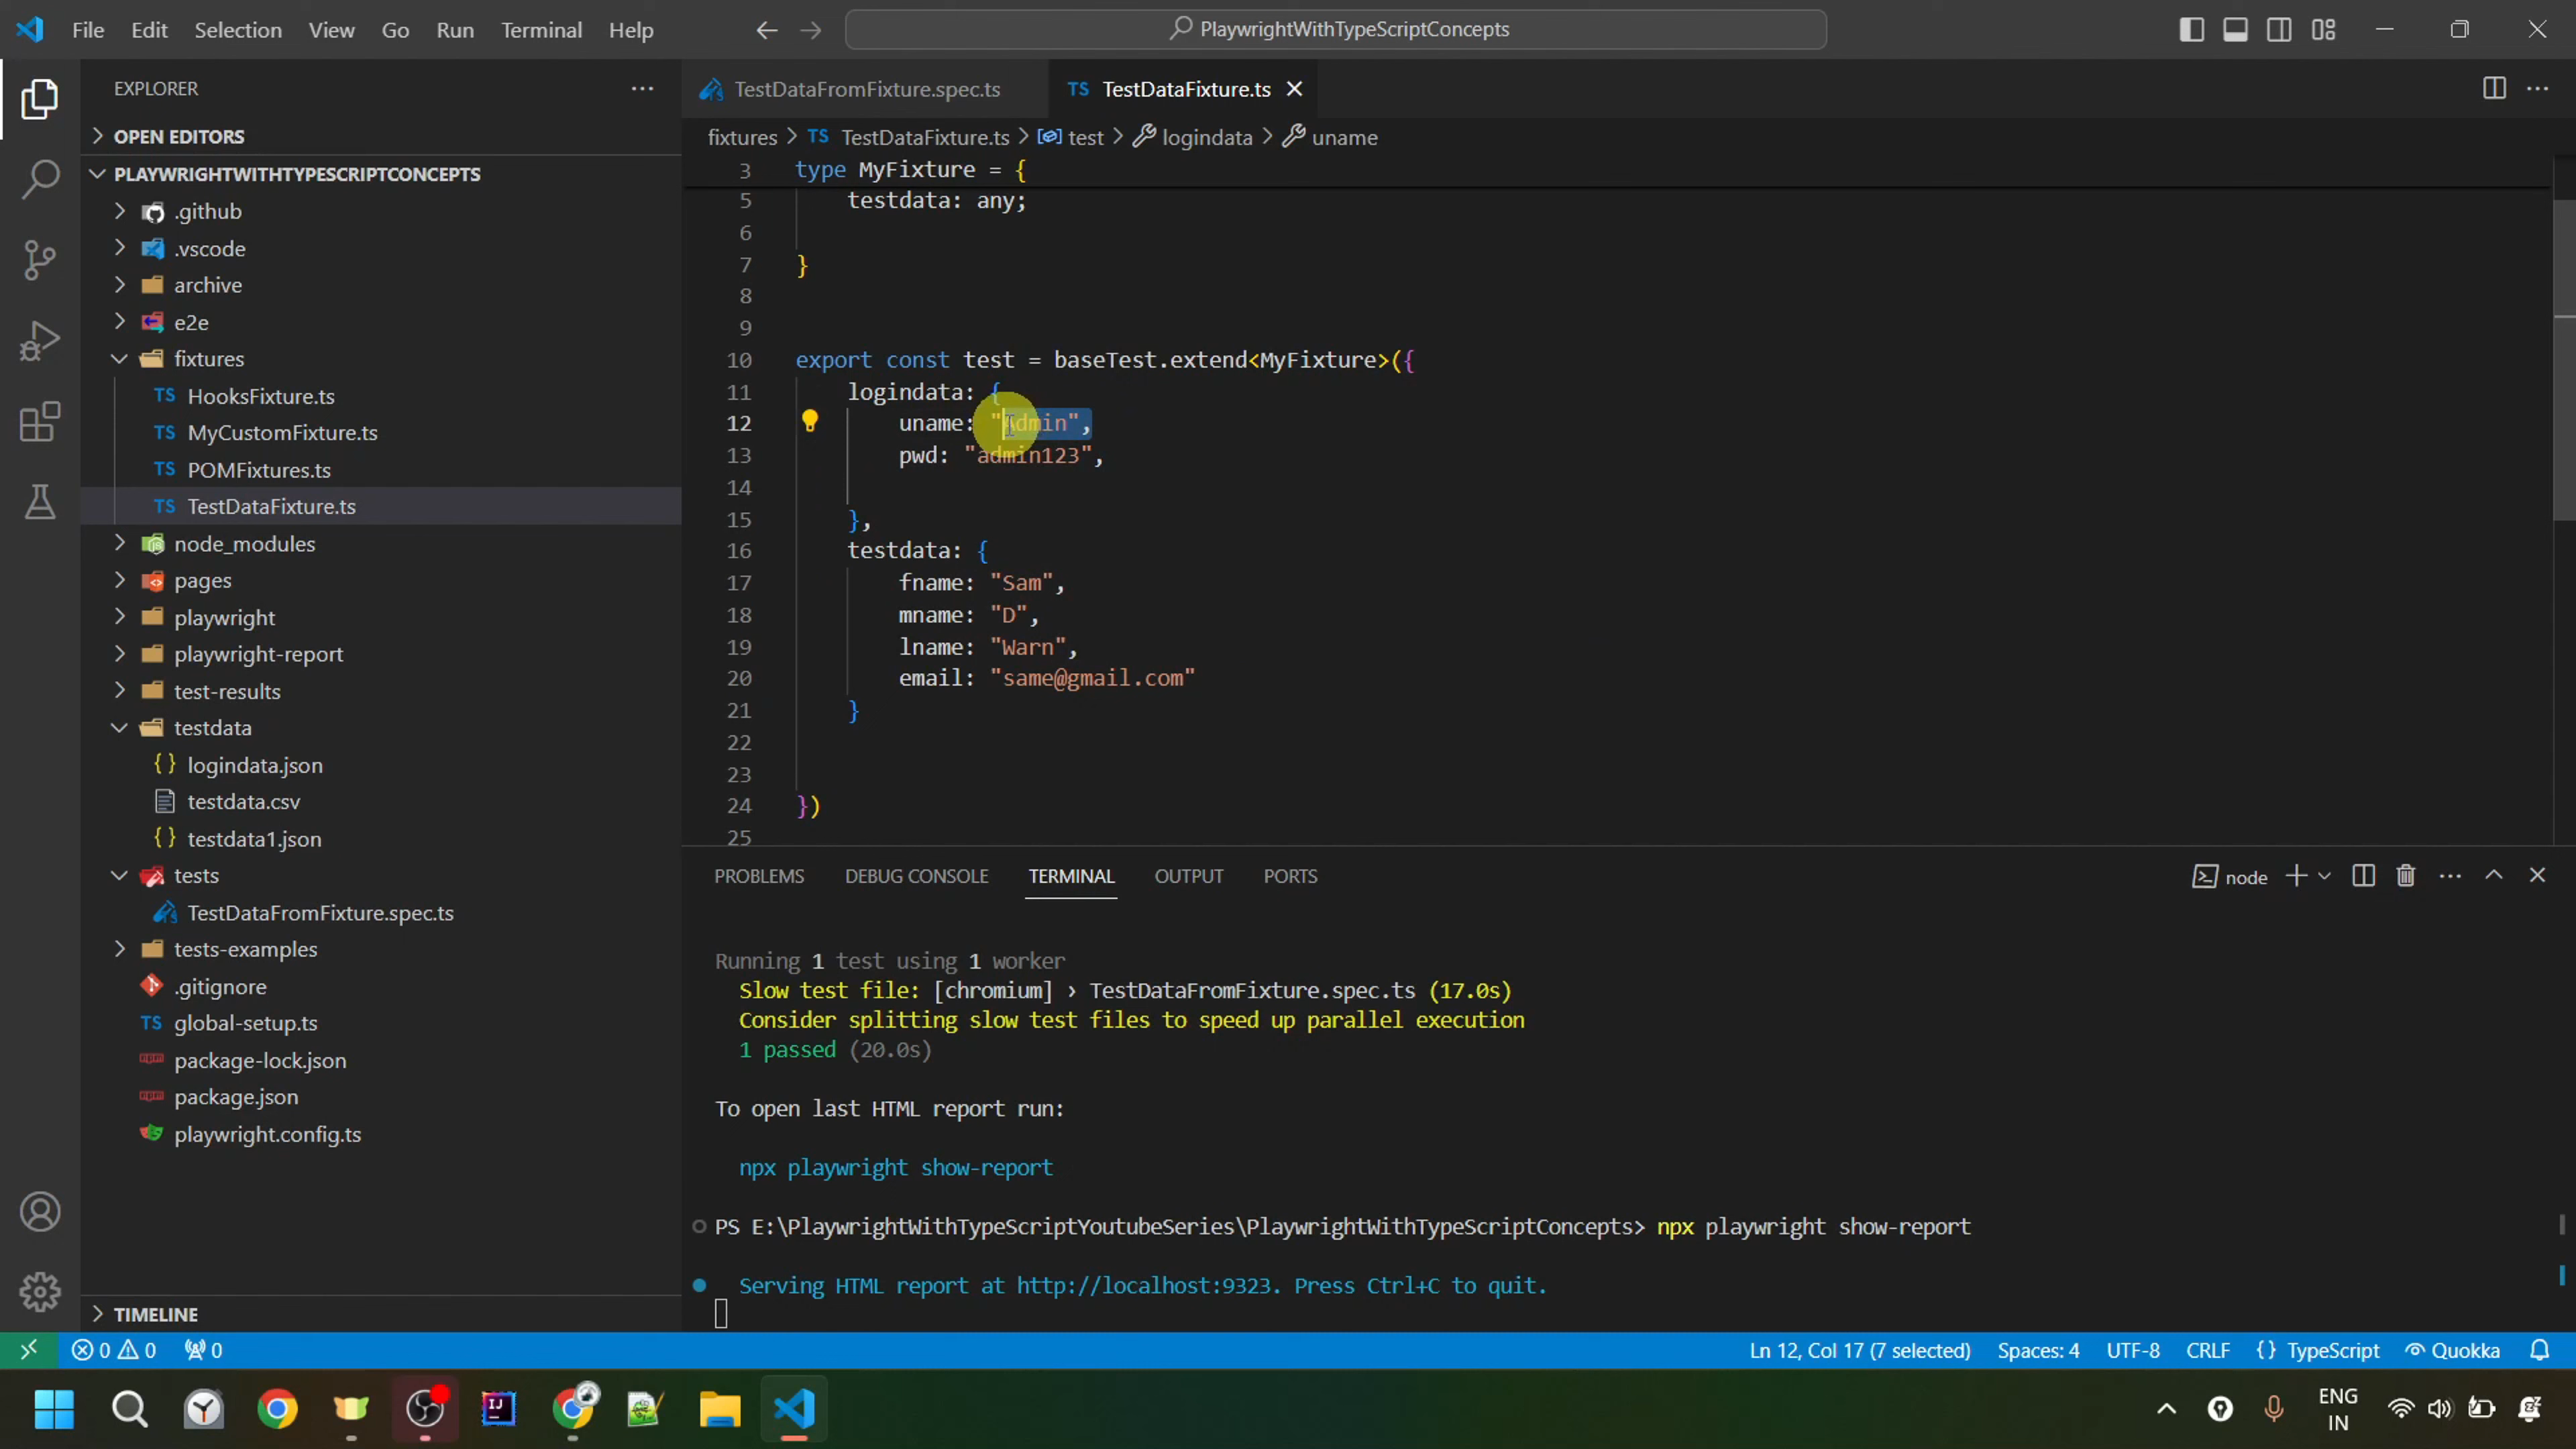 File Edit Selection View Go Run Terminal Help
PlaywrightWithTypeScriptConcepts
EXPLORER
OPEN EDITORS
PLAYWRIGHTWITHTYPESCRIPTCONCEPTS
.github
.vscode
archive
e2e
fixtures
TS HooksFixture.ts
TS MyCustomFixture.ts
TS POMFixtures.ts
TS TestDataFixture.ts
node_modules
pages
playwright
playwright-report
test-results
testdata
{} logindata.json
testdata.csv
{} testdata1.json
tests
TestDataFromFixture.spec.ts
tests-examples
.gitignore
TS global-setup.ts
package-lock.json
package.json
playwright.config.ts
TIMELINE
TestDataFromFixture.spec.ts
TS TestDataFixture.ts
fixtures > TS TestDataFixture.ts > test > logindata > uname
3 type MyFixture = {
5 testdata: any;
6
7 }
8
9
10 export const test = baseTest.extend<MyFixture>({
11 logindata: {
12 uname: "Admin",
13 pwd: "admin123",
14
15 },
16 testdata: {
17 fname: "Sam",
18 mname: "D",
19 lname: "Warn",
20 email: "same@gmail.com"
21 }
22
23
24 })
25
PROBLEMS DEBUG CONSOLE TERMINAL OUTPUT PORTS
node
Running 1 test using 1 worker
Slow test file: [chromium] › TestDataFromFixture.spec.ts (17.0s)
Consider splitting slow test files to speed up parallel execution
1 passed (20.0s)
To open last HTML report run:
npx playwright show-report
PS E:\PlaywrightWithTypeScriptYoutubeSeries\PlaywrightWithTypeScriptConcepts> npx playwright show-report
Serving HTML report at http://localhost:9323. Press Ctrl+C to quit.
0 0 0
Ln 12, Col 17 (7 selected) Spaces: 4 UTF-8 CRLF {} TypeScript Quokka
ENG
IN